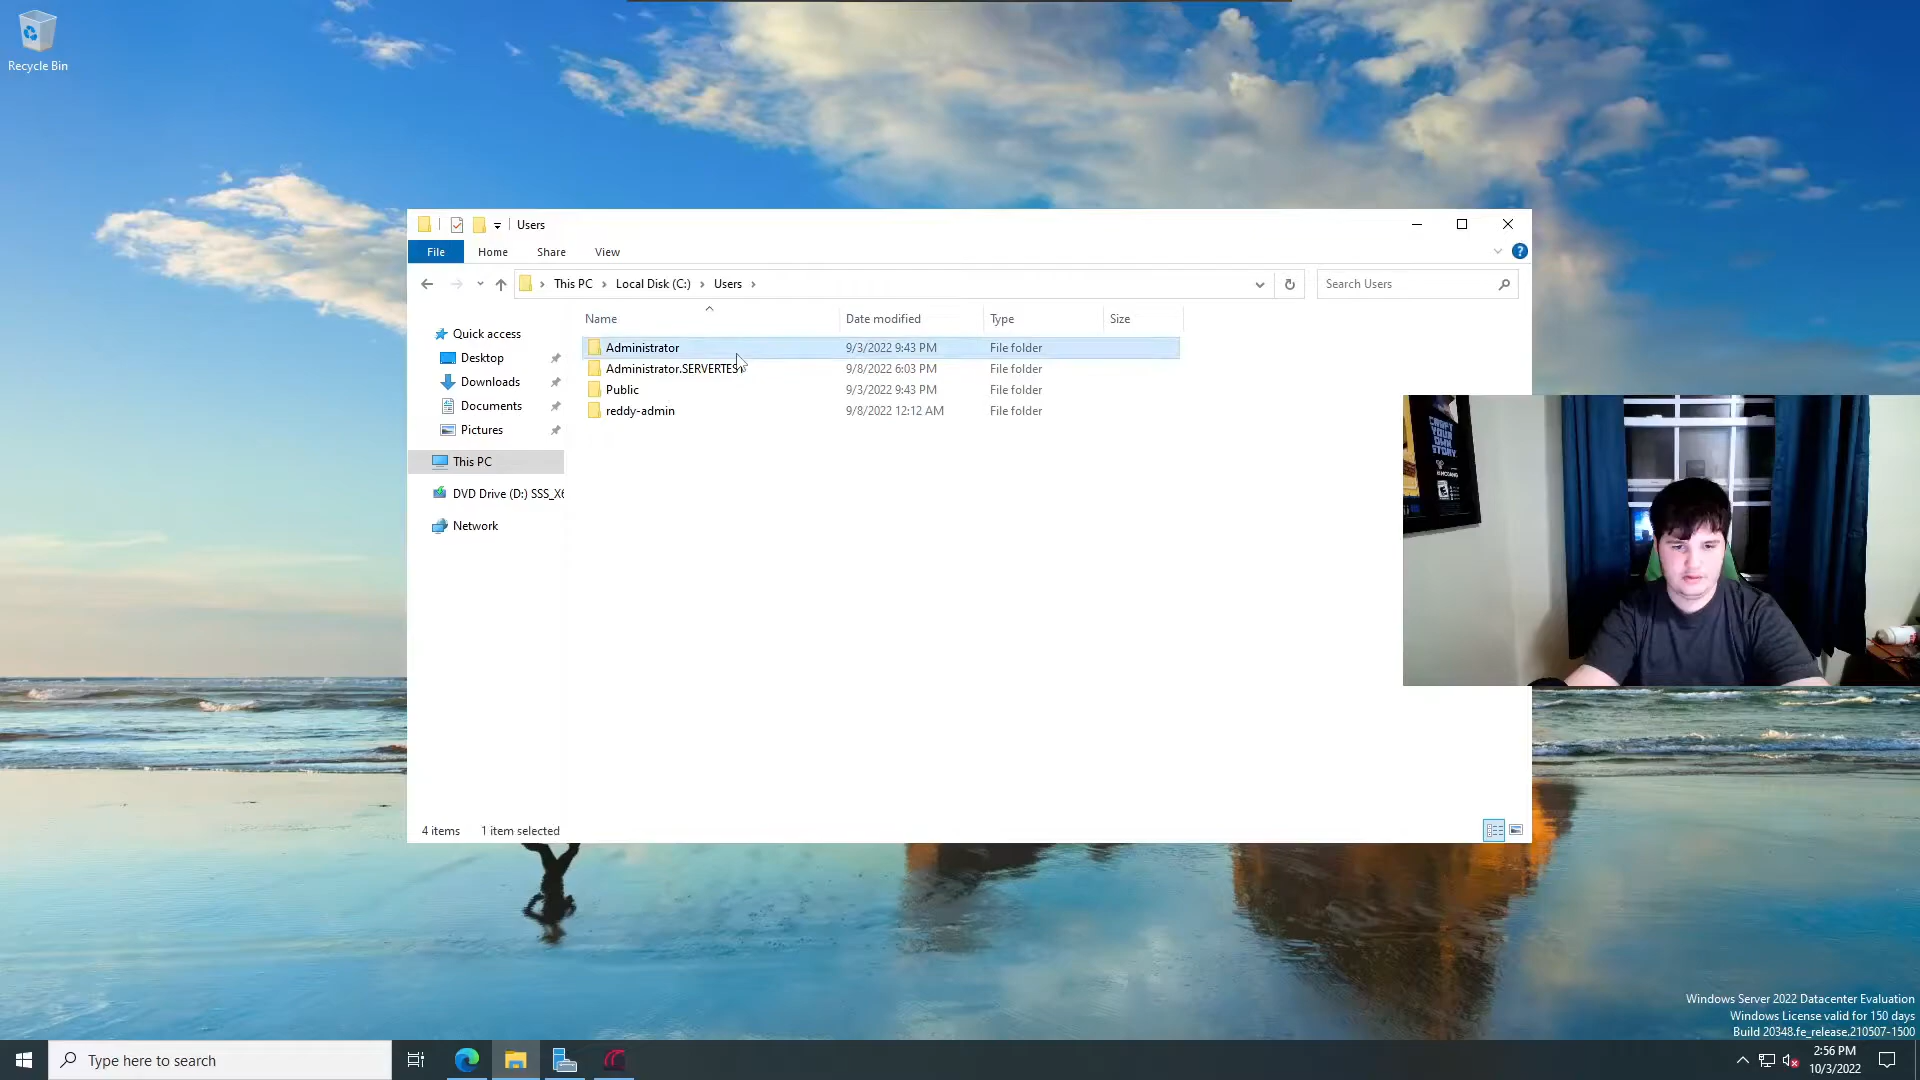 Recycle Bin
Users
File
Home
Share
View
This PC
Local Disk (C:)
Users
Search Users
Quick access
Desktop
Downloads
Documents
Pictures
This PC
DVD Drive (D:) SSS_X6
Network
Name
Date modified
Type
Size
Administrator
9/3/2022 9:43 PM
File folder
Administrator.SERVERTES
9/8/2022 6:03 PM
File folder
Public
9/3/2022 9:43 PM
File folder
reddy-admin
9/8/2022 12:12 AM
File folder
CRAFT
YOUR
OWN
STORY.
4 items
1 item selected
Windows Server 2022 Datacenter Evaluation
Windows License valid for 150 days
Build 20348.fe_release.210507-1500
Type here to search
2:56 PM
10/3/2022